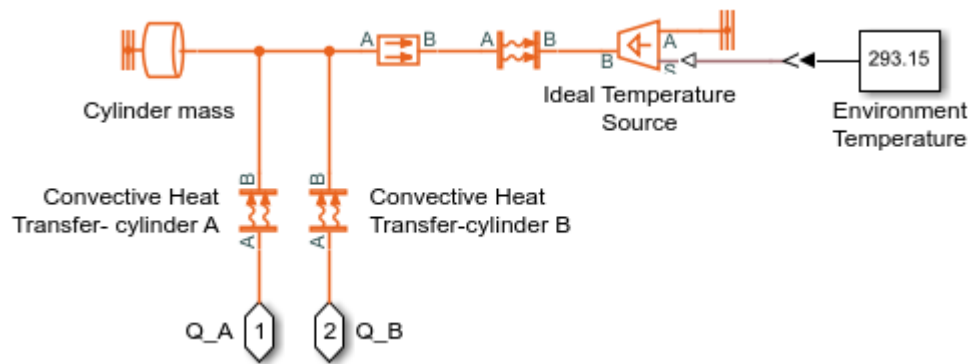 A B A B A
B S
293.15
Cylinder mass
Ideal Temperature
Source
Environment
Temperature
B B
Convective Heat
Transfer- cylinder A
Convective Heat
Transfer-cylinder B
A A
Q_A 1 2 Q_B